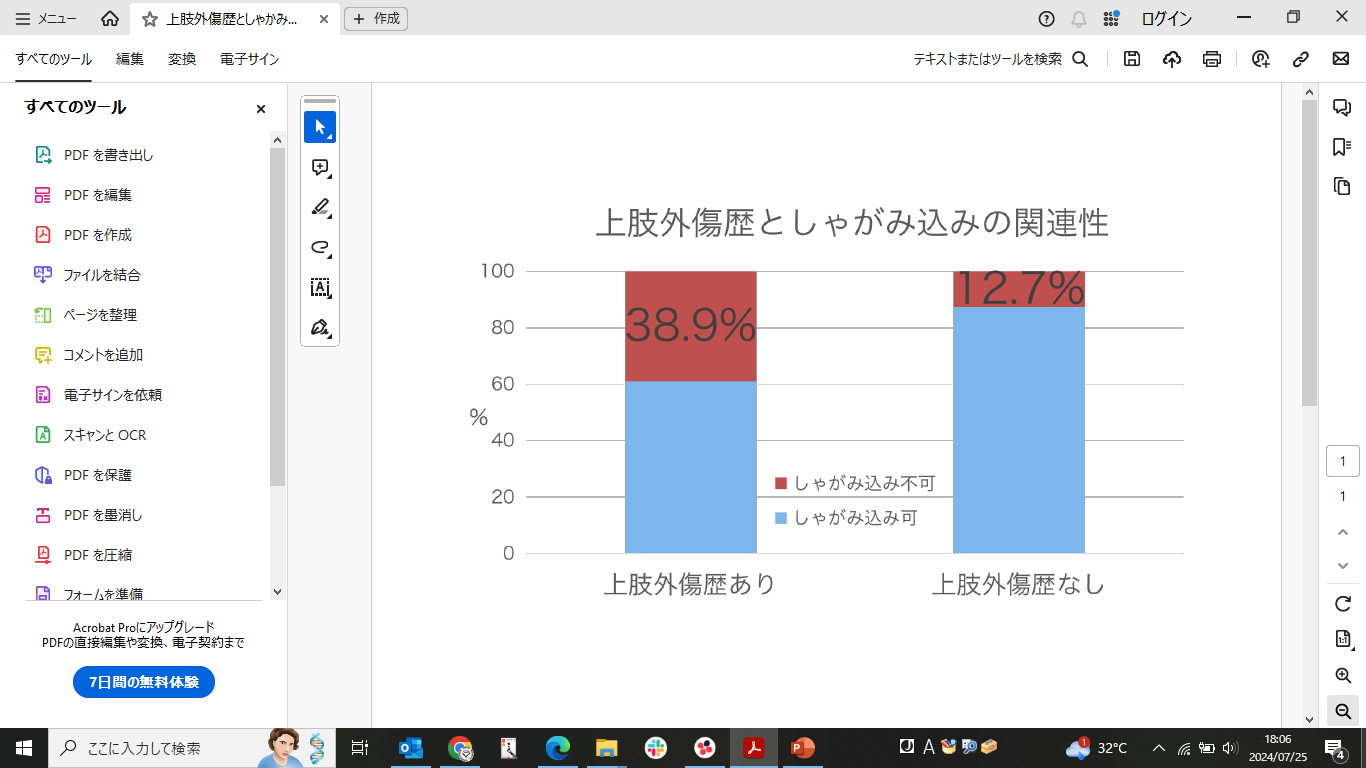 メニュー
上肢外傷歴としゃかみ...
作成
ログイン
すべてのツール
編集
変換
電子サイン
テキストまたはツールを検索
すべてのツール
PDF を書き出し
PDF を編集
PDF を作成
ファイルを結合
ページを整理
コメントを追加
電子サインを依頼
スキャンと OCR
PDF を保護
PDF を墨消し
PDF を圧縮
フォームを準備
Acrobat Proにアップグレード
PDFの直接編集や変換、電子契約まで
7日間の無料体験
上肢外傷歴としゃがみ込みの関連性
100
80
60
%
40
20
0
38.9%
12.7%
しゃがみ込み不可
しゃがみ込み可
上肢外傷歴あり
上肢外傷歴なし
1
1
1:1
ここに入力して検索
A
1
32°C
18:06
2024/07/25
4